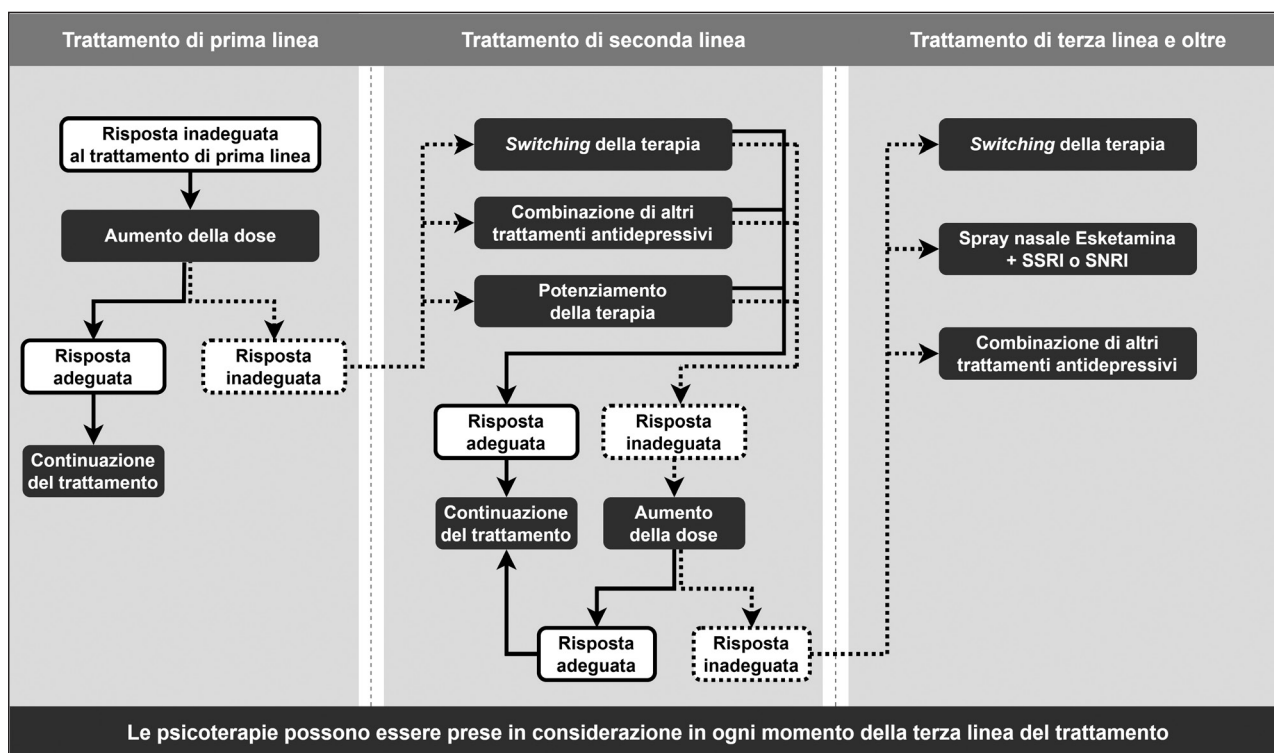 Trattamento di prima linea
Trattamento di seconda linea
Trattamento di terza linea e oltre
Risposta inadeguata
al trattamento di prima linea
Aumento della dose
Risposta
adeguata
Risposta
inadeguata
Continuazione
del trattamento
Switching della terapia
Combinazione di altri
trattamenti antidepressivi
Potenziamento
della terapia
Risposta
adeguata
Risposta
inadeguata
Continuazione
del trattamento
Aumento
della dose
Risposta
adeguata
Risposta
inadeguata
Switching della terapia
Spray nasale Esketamina
+ SSRI o SNRI
Combinazione di altri
trattamenti antidepressivi
Le psicoterapie possono essere prese in considerazione in ogni momento della terza linea del trattamento